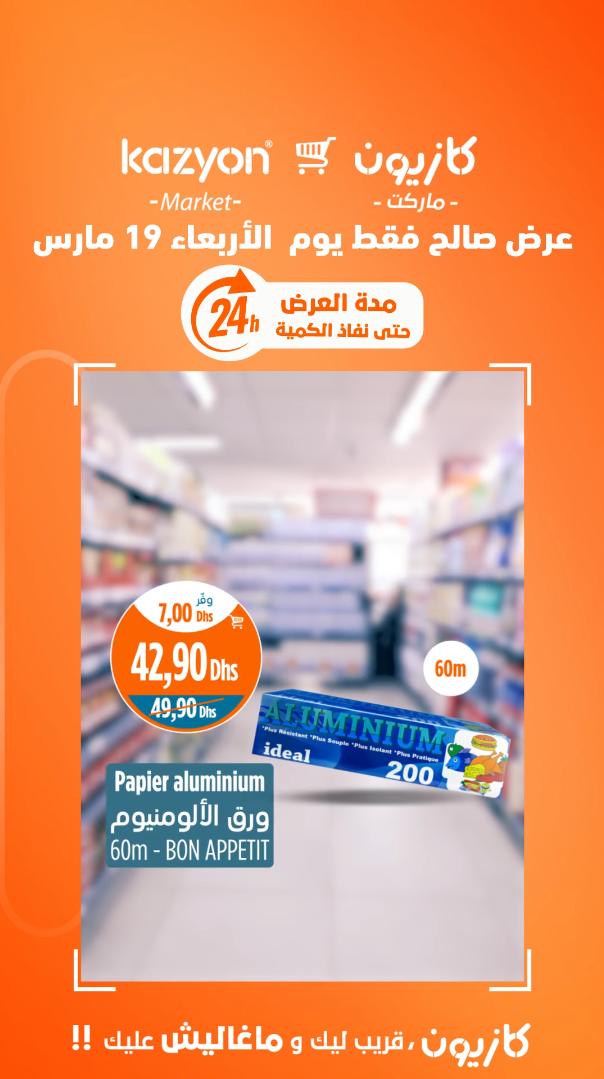 kazyon® كازيون
-Market- - ماركت -
عرض صالح فقط يوم الأربعاء 19 مارس
24h
مدة العرض
حتى نفاذ الكمية
وفّر
7,00 Dhs
42,90 Dhs
49,90 Dhs
60m
ALUMINIUM
*Plus Résistant *Plus Souple *Plus Isolant *Plus Pratique
ideal
200
Papier aluminium
ورق الألومنيوم
60m - BON APPETIT
كازيون، قريب ليك و ماغاليش عليك !!